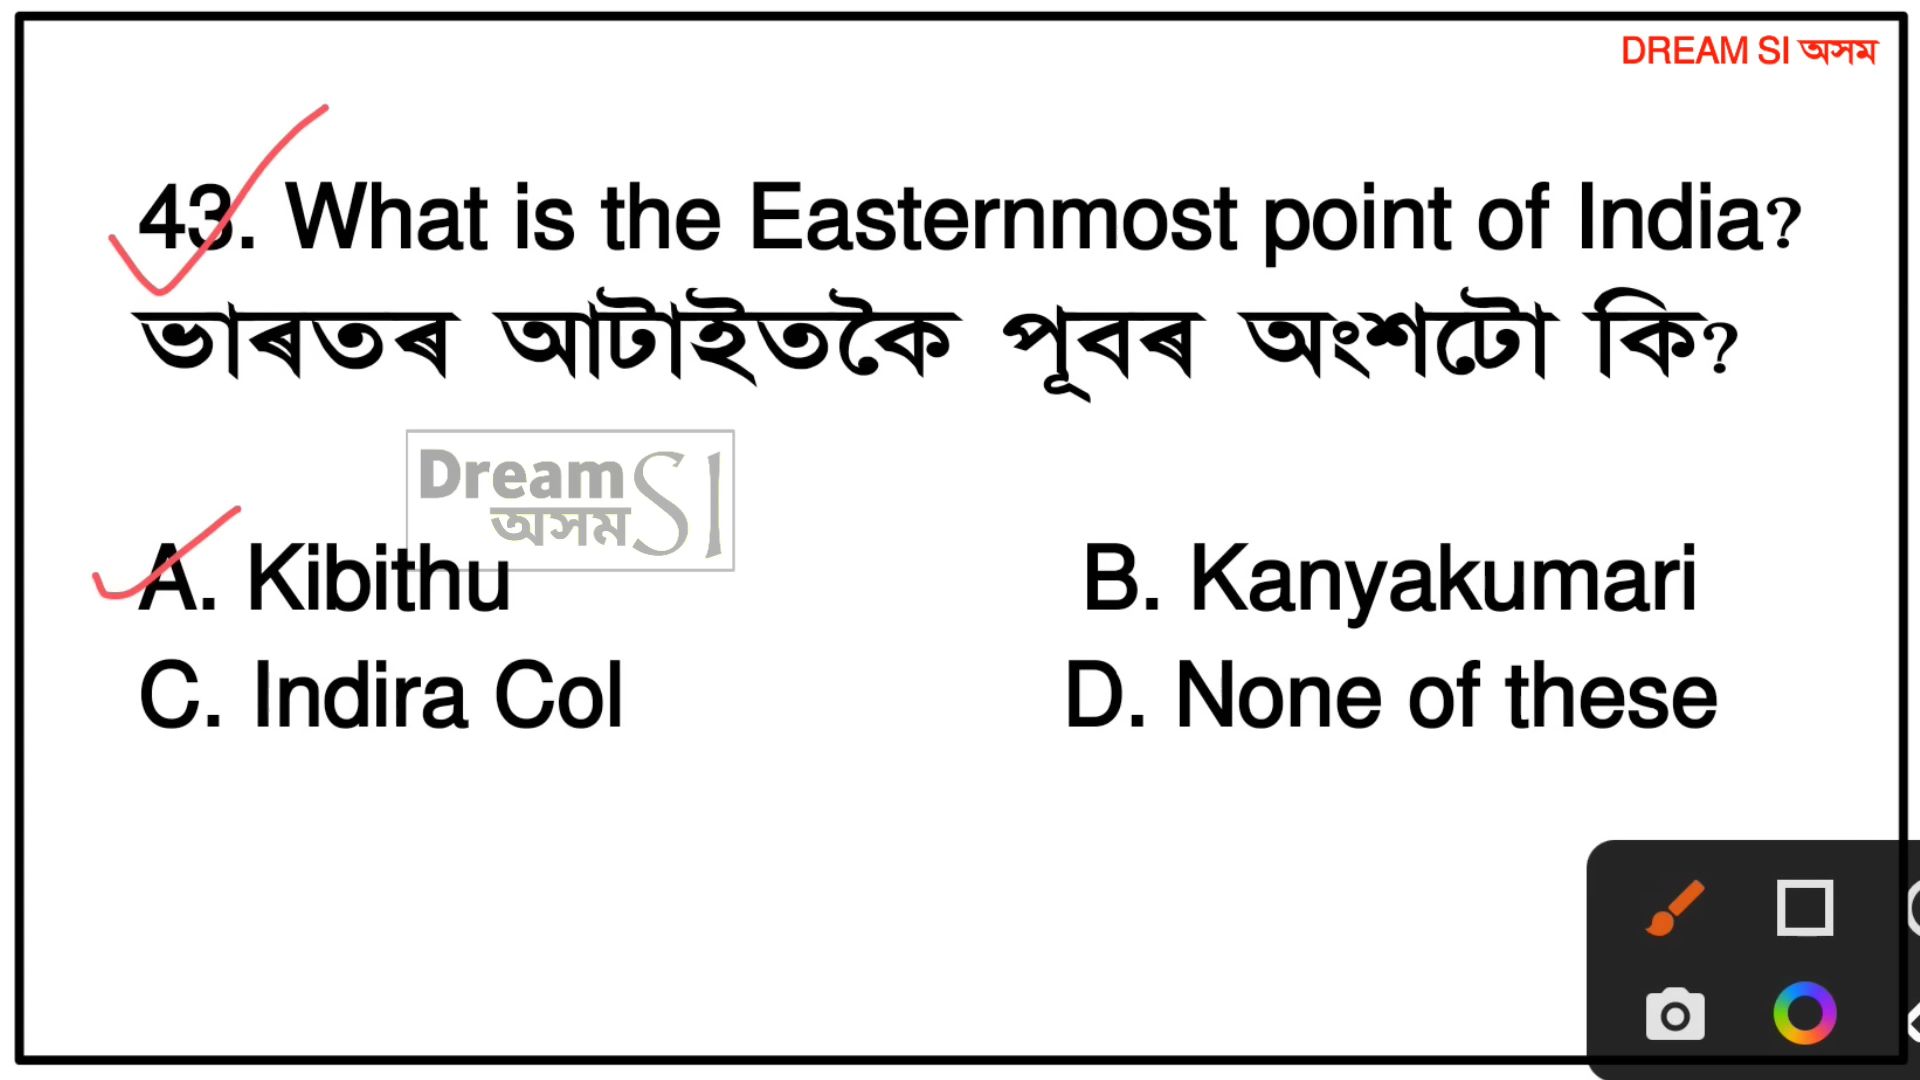 DREAM SI অসম
43. What is the Easternmost point of India?
ভাৰতৰ আটাইতকৈ পূবৰ অংশটো কি?
Dream SI
অসম
A. Kibithu
B. Kanyakumari
C. Indira Col
D. None of these